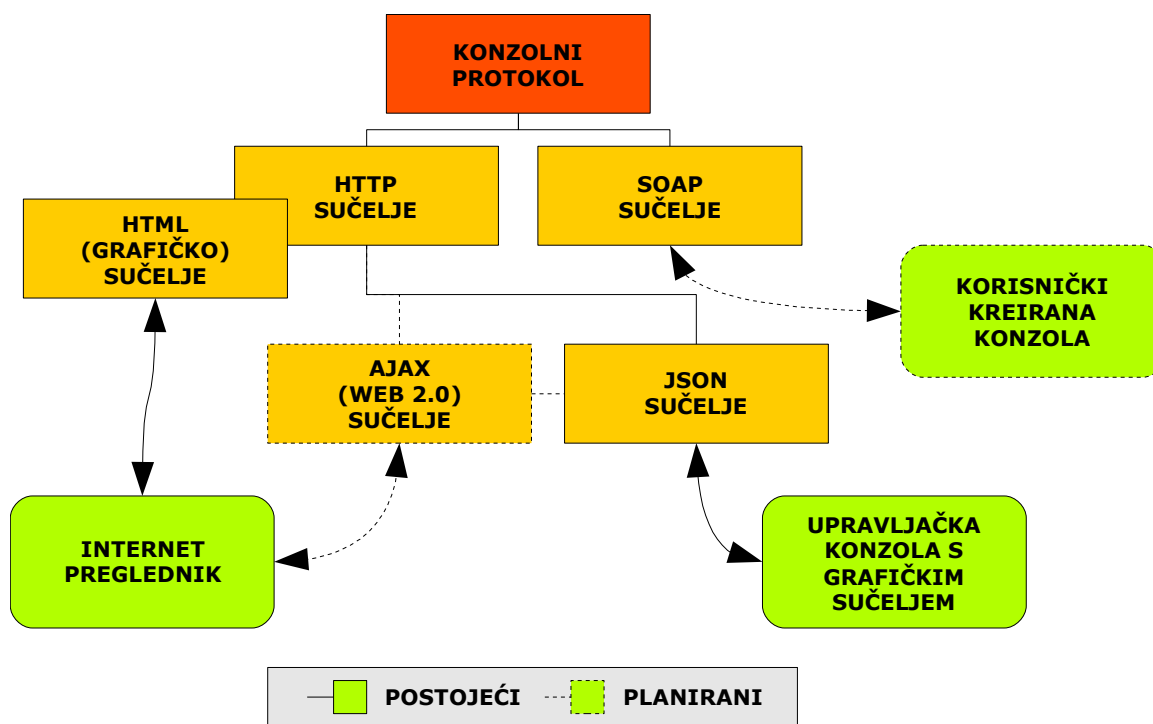 KONZOLNI
PROTOKOL
HTTP
SUČELJE
SOAP
SUČELJE
HTML
(GRAFIČKO)
SUČELJE
KORISNIČKI
KREIRANA
KONZOLA
AJAX
(WEB 2.0)
SUČELJE
JSON
SUČELJE
INTERNET
PREGLEDNIK
UPRAVLJAČKA
KONZOLA S
GRAFIČKIM
SUČELJEM
POSTOJEĆI
PLANIRANI